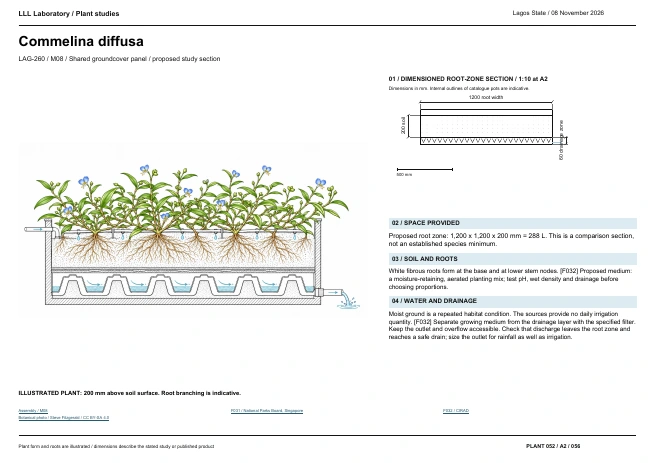 LLL Laboratory / Plant studies
Lagos State / 08 November 2026
Commelina diffusa
LAG-260 / M08 / Shared groundcover panel / proposed study section
01 / DIMENSIONED ROOT-ZONE SECTION / 1:10 at A2
Dimensions in mm. Internal outlines of catalogue pots are indicative.
1200 root width
200 soil
60 drainage zone
500 mm
02 / SPACE PROVIDED
Proposed root zone: 1,200 x 1,200 x 200 mm = 288 L. This is a comparison section,
not an established species minimum.
03 / SOIL AND ROOTS
White fibrous roots form at the base and at lower stem nodes. [F032] Proposed medium:
a moisture-retaining, aerated planting mix; test pH, wet density and drainage before
choosing proportions.
04 / WATER AND DRAINAGE
Moist ground is a repeated habitat condition. The sources provide no daily irrigation
quantity. [F032] Separate growing medium from the drainage layer with the specified filter.
Keep the outlet and overflow accessible. Check that discharge leaves the root zone and
reaches a safe drain; size the outlet for rainfall as well as irrigation.
ILLUSTRATED PLANT: 200 mm above soil surface. Root branching is indicative.
Assembly / M08
F031 / National Parks Board, Singapore
F032 / CIRAD
Botanical photo / Steve Fitzgerald / CC BY-SA 4.0
Plant form and roots are illustrated / dimensions describe the stated study or published product
PLANT 052 / A2 / 056